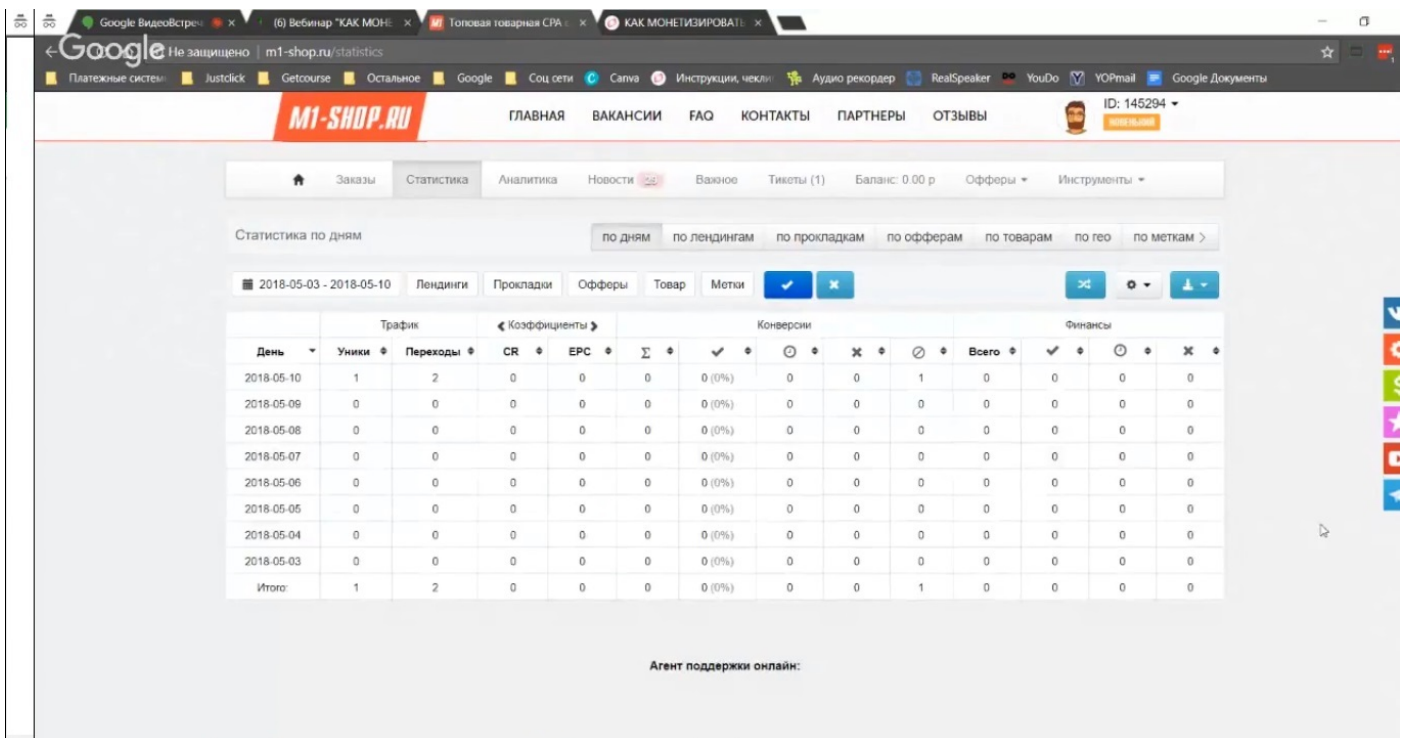 Google ВидеоВстреч × (6) Вебинар "КАК МОНЕ × Топовая товарная CPA × КАК МОНЕТИЗИРОВАТЬ ×
Google Не защищено | m1-shop.ru/statistics
Платежные систем Justclick Getcourse Остальное Google Соц сети Canva Инструкции, чекли Аудио рекордер RealSpeaker YouDo YOPmail Google Документы
M1-SHOP.RU ГЛАВНАЯ ВАКАНСИИ FAQ КОНТАКТЫ ПАРТНЕРЫ ОТЗЫВЫ ID: 145294
НОВЕНЬКИЙ
Заказы Статистика Аналитика Новости Важное Тикеты (1) Баланс: 0.00 р Офферы Инструменты
Статистика по дням по дням по лендингам по прокладкам по офферам по товарам по гео по меткам >
2018-05-03 - 2018-05-10 Лендинги Прокладки Офферы Товар Метки
Трафик Коэффициенты Конверсии Финансы
День Уники Переходы CR EPC Σ Всего
2018-05-10 1 2 0 0 0 0 (0%) 0 0 1 0 0 0 0
2018-05-09 0 0 0 0 0 0 (0%) 0 0 0 0 0 0 0
2018-05-08 0 0 0 0 0 0 (0%) 0 0 0 0 0 0 0
2018-05-07 0 0 0 0 0 0 (0%) 0 0 0 0 0 0 0
2018-05-06 0 0 0 0 0 0 (0%) 0 0 0 0 0 0 0
2018-05-05 0 0 0 0 0 0 (0%) 0 0 0 0 0 0 0
2018-05-04 0 0 0 0 0 0 (0%) 0 0 0 0 0 0 0
2018-05-03 0 0 0 0 0 0 (0%) 0 0 0 0 0 0 0
Итого: 1 2 0 0 0 0 (0%) 0 0 1 0 0 0 0
Агент поддержки онлайн: